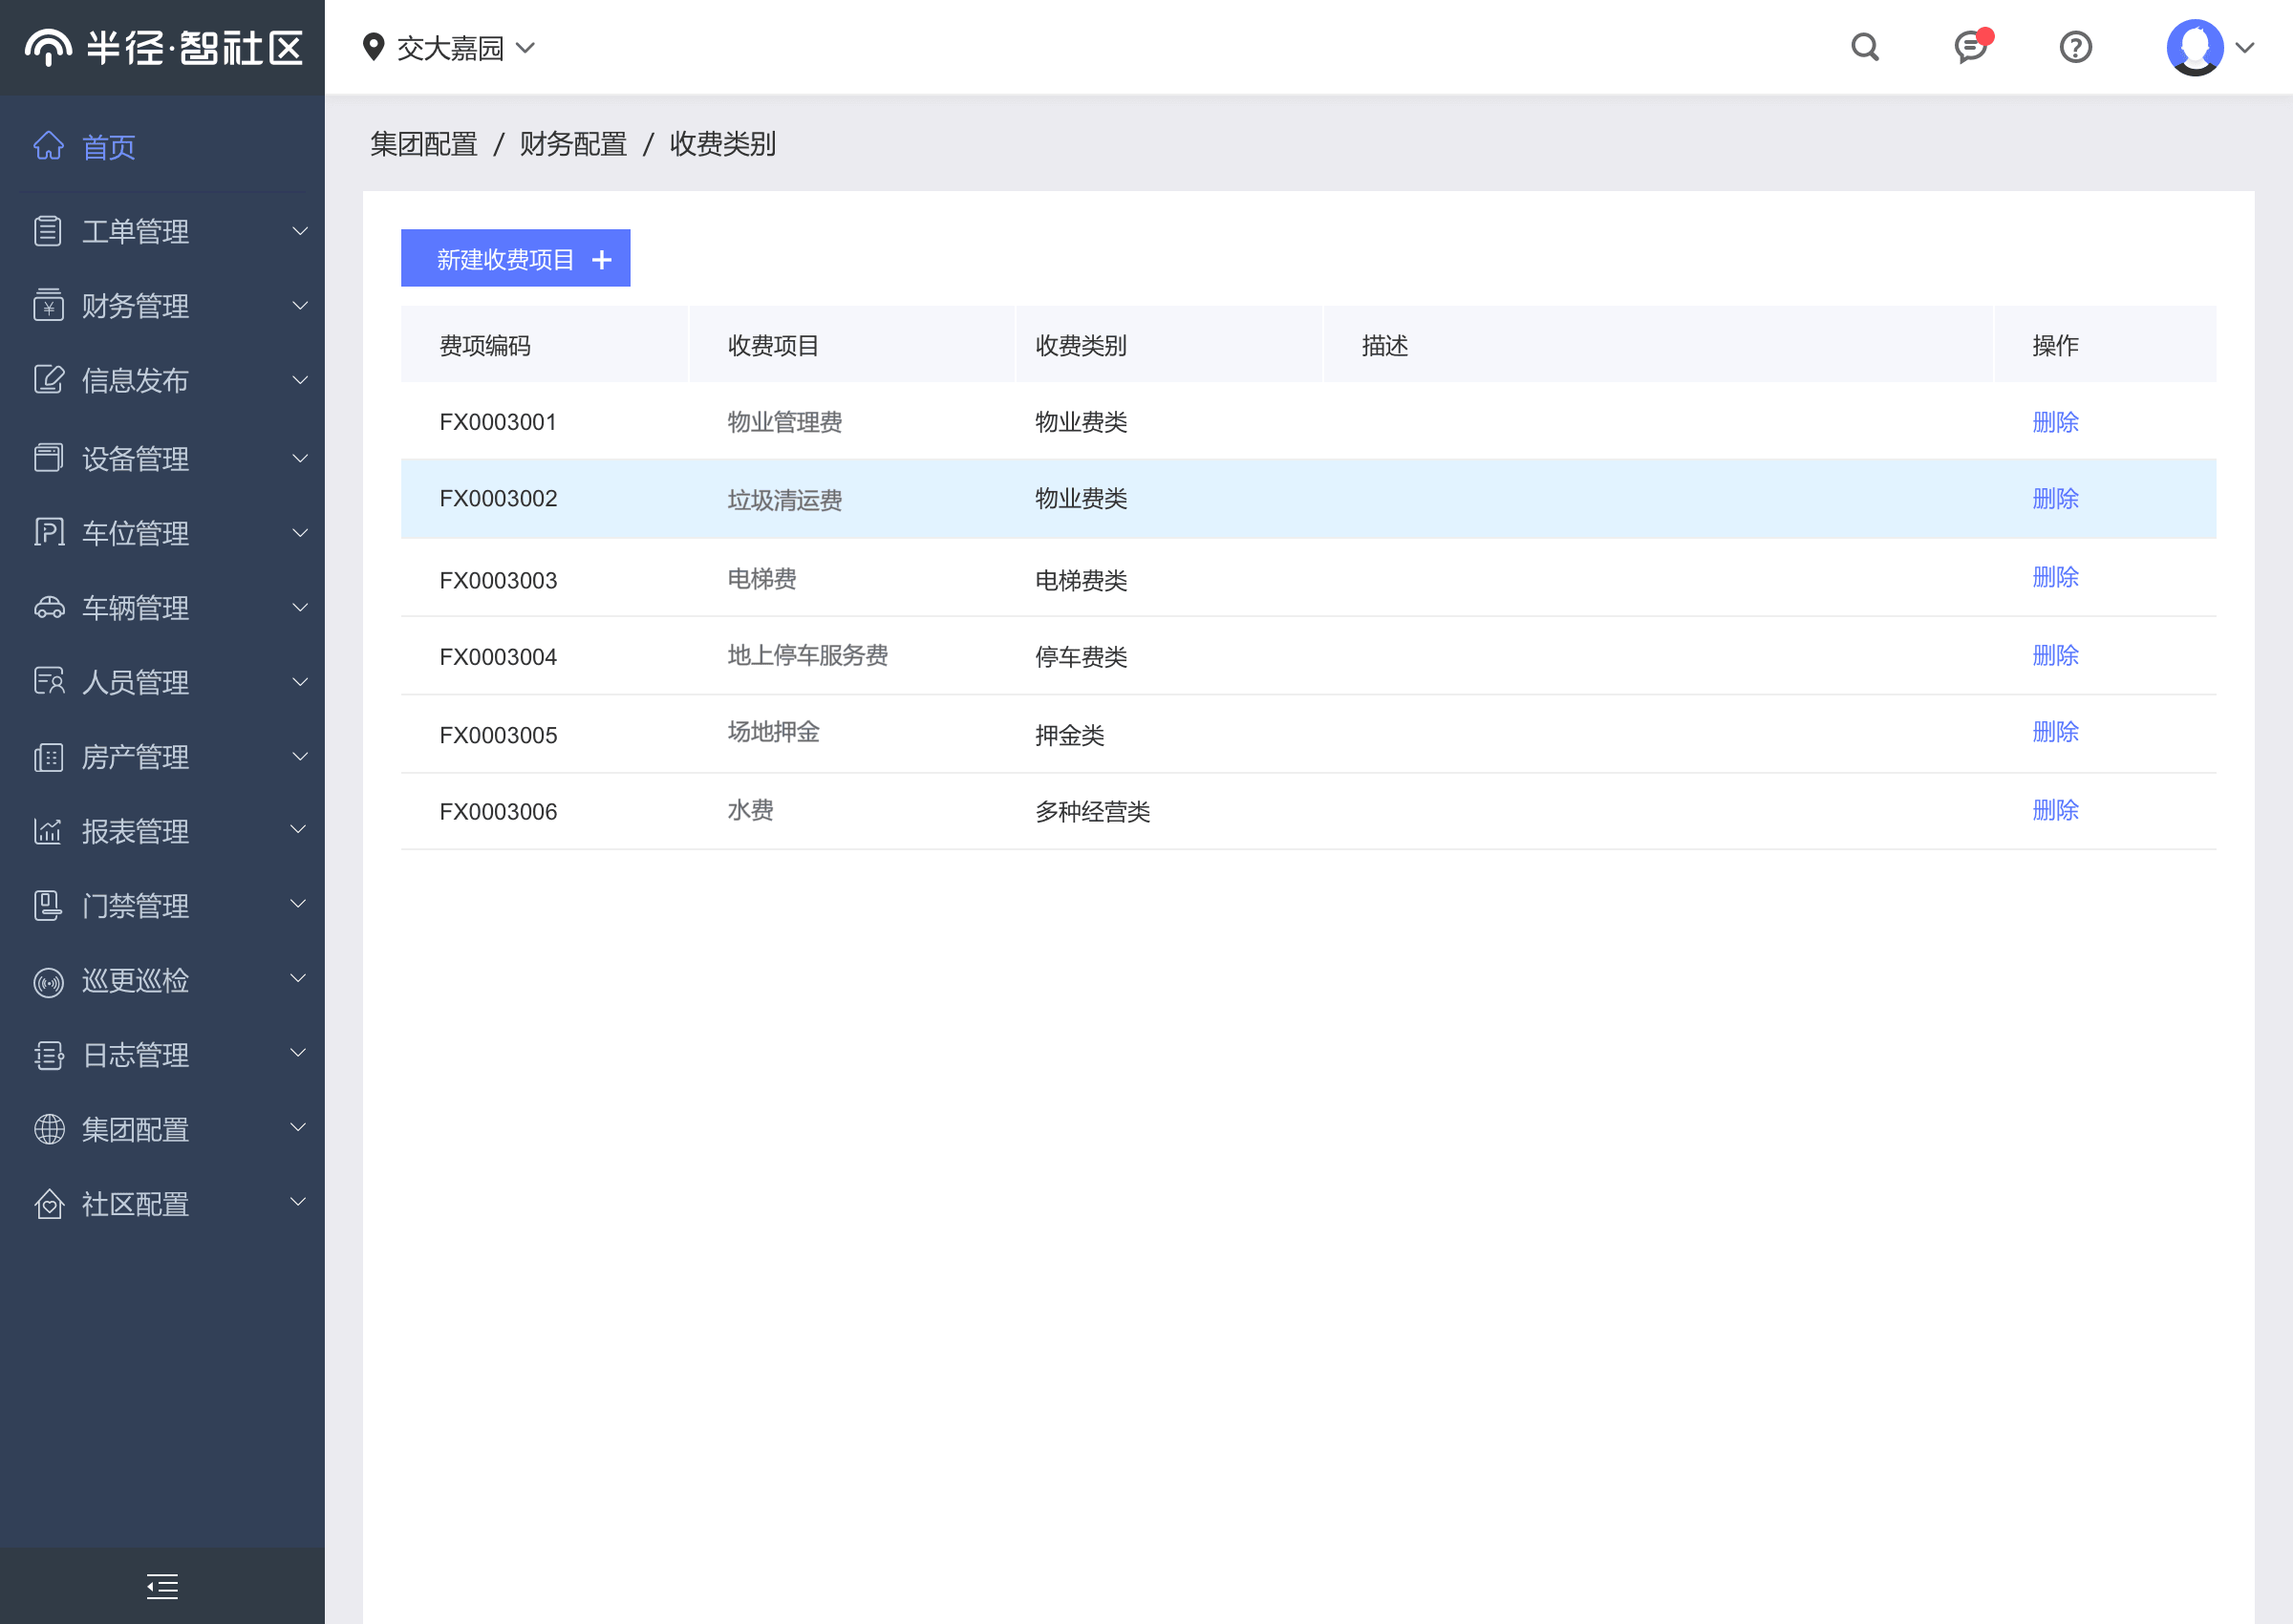 半径·智社区
交大嘉园
首页
工单管理
财务管理
信息发布
设备管理
车位管理
车辆管理
人员管理
房产管理
报表管理
门禁管理
巡更巡检
日志管理
集团配置
社区配置
集团配置 / 财务配置 / 收费类别
新建收费项目 +
费项编码 收费项目 收费类别 描述 操作
FX0003001 物业管理费 物业费类 删除
FX0003002 垃圾清运费 物业费类 删除
FX0003003 电梯费 电梯费类 删除
FX0003004 地上停车服务费 停车费类 删除
FX0003005 场地押金 押金类 删除
FX0003006 水费 多种经营类 删除